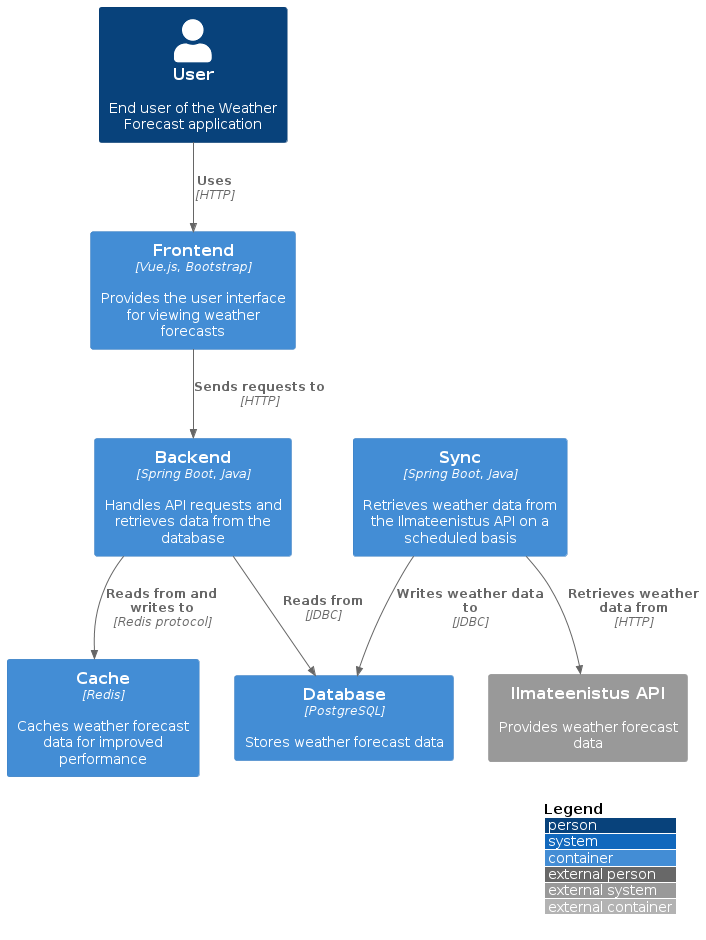 User
End user of the Weather
Forecast application
Uses
[HTTP]
Frontend
[Vue.js, Bootstrap]
Provides the user interface
for viewing weather
forecasts
Sends requests to
[HTTP]
Backend
[Spring Boot, Java]
Handles API requests and
retrieves data from the
database
Sync
[Spring Boot, Java]
Retrieves weather data from
the Ilmateenistus API on a
scheduled basis
Reads from and
writes to
[Redis protocol]
Reads from
[JDBC]
Writes weather data
to
[JDBC]
Retrieves weather
data from
[HTTP]
Cache
[Redis]
Caches weather forecast
data for improved
performance
Database
[PostgreSQL]
Stores weather forecast data
Ilmateenistus API
Provides weather forecast
data
Legend
person
system
container
external person
external system
external container